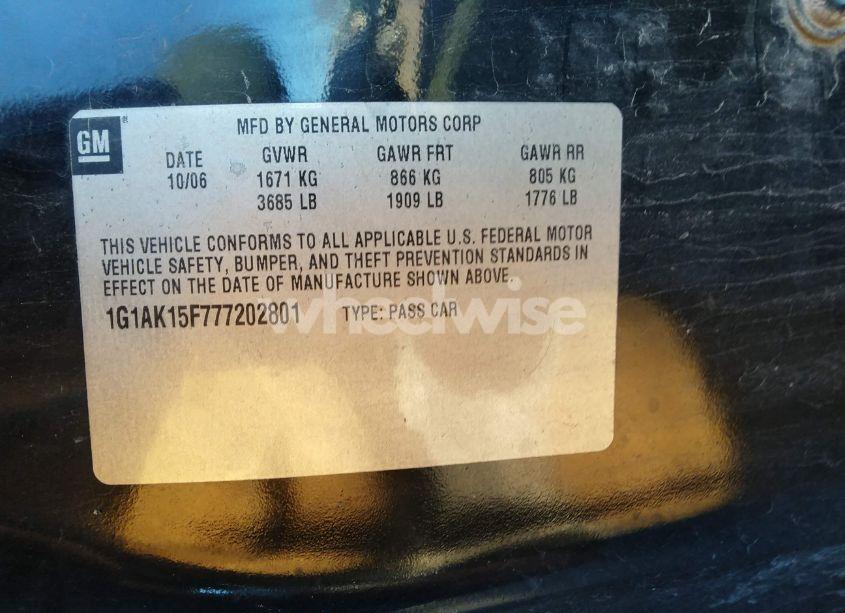 GM
MFD BY GENERAL MOTORS CORP
DATE GVWR GAWR FRT GAWR RR
10/06 1671 KG 866 KG 805 KG
3685 LB 1909 LB 1776 LB
THIS VEHICLE CONFORMS TO ALL APPLICABLE U.S. FEDERAL MOTOR
VEHICLE SAFETY, BUMPER, AND THEFT PREVENTION STANDARDS IN
EFFECT ON THE DATE OF MANUFACTURE SHOWN ABOVE.
1G1AK15F777202801 TYPE: PASS CAR
wheelwise